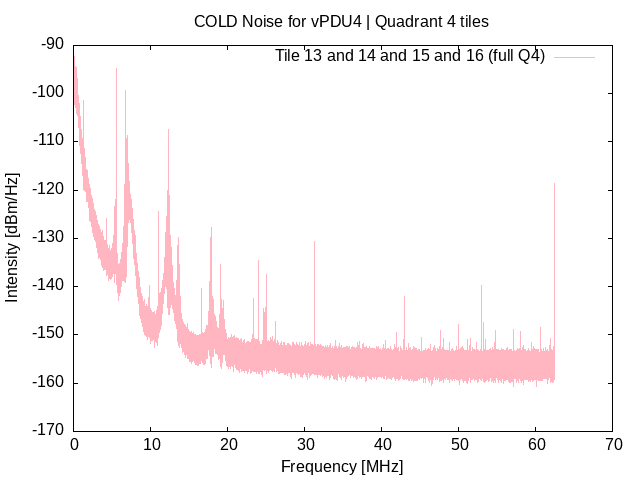 COLD Noise for vPDU4 | Quadrant 4 tiles
Tile 13 and 14 and 15 and 16 (full Q4)
Intensity [dBm/Hz]
-90
-100
-110
-120
-130
-140
-150
-160
-170
0 10 20 30 40 50 60 70
Frequency [MHz]